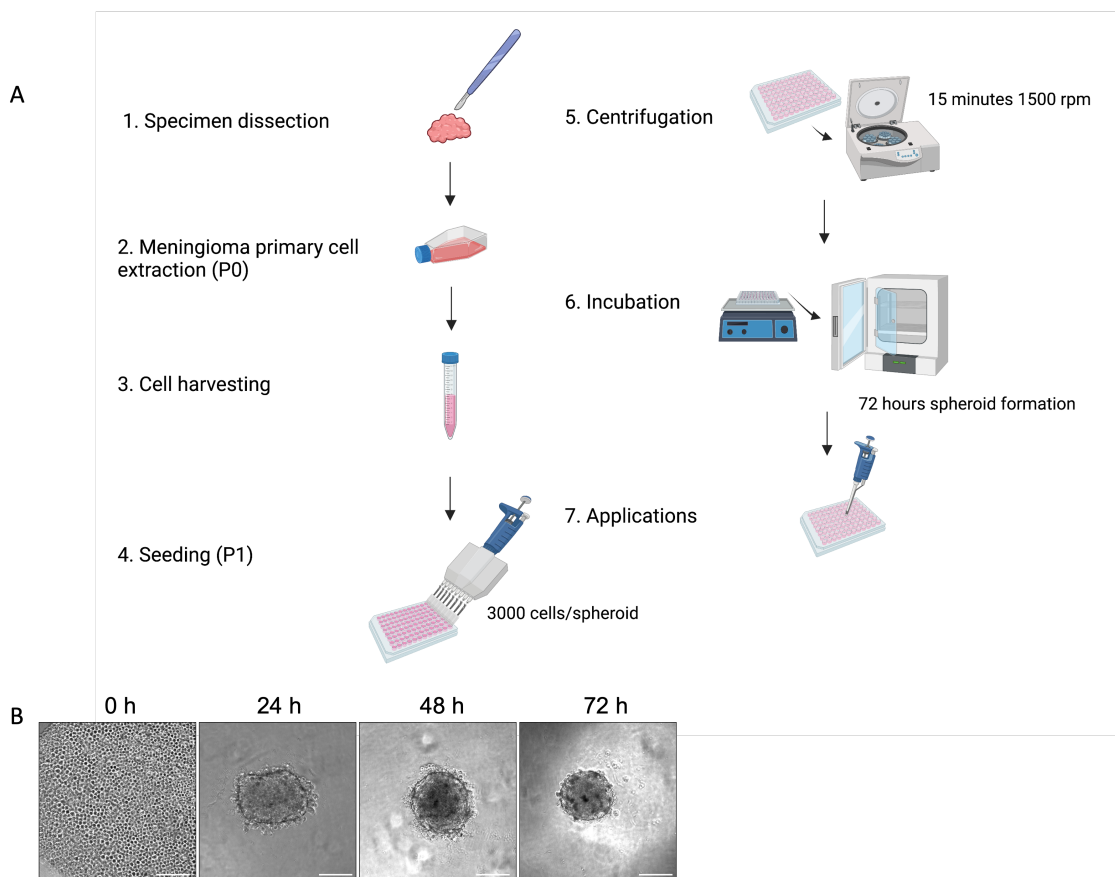 A
1. Specimen dissection
2. Meningioma primary cell
extraction (P0)
3. Cell harvesting
4. Seeding (P1)
3000 cells/spheroid
5. Centrifugation
15 minutes 1500 rpm
6. Incubation
72 hours spheroid formation
7. Applications
B
0 h
24 h
48 h
72 h